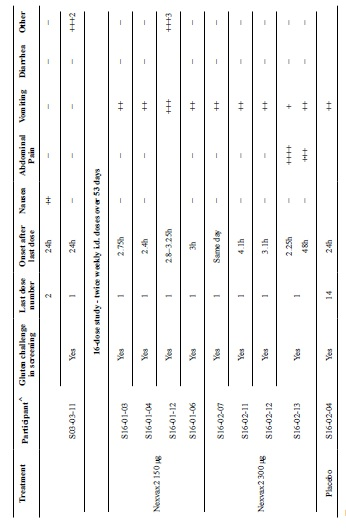 Treatment Participant^ Gluten challenge in screening Last dose number Onset after last dose Nausea Abdominal Pain Vomiting Diarrhea Other
2 24h ++ – – – –
S03-03-11 Yes 1 24h – – – – +++2
16-dose study - twice weekly i.d. doses over 53 days
Nexvax2 150 µg
S16-01-03 Yes 1 2.75h – – ++ – –
S16-01-04 Yes 1 2.4h – – ++ – –
S16-01-12 Yes 1 2.8–3.25h – – +++ – +++3
S16-01-06 Yes 1 3h – – ++ – –
Nexvax2 300 µg
S16-02-07 Yes 1 Same day – – ++ – –
S16-02-11 Yes 1 4.1h – – ++ – –
S16-02-12 Yes 1 3.1h – – ++ – –
S16-02-13 Yes 1 2.25h – ++++ + – –
48h – +++ ++ – –
Placebo S16-02-04 Yes 14 24h – – ++ – –